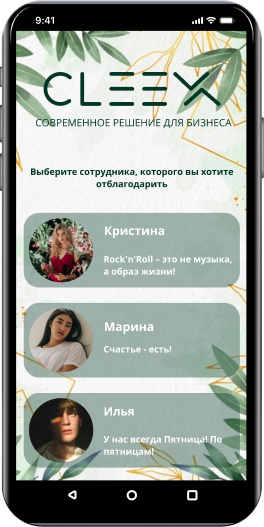 9:41
CLEEX
СОВРЕМЕННОЕ РЕШЕНИЕ ДЛЯ БИЗНЕСА
Выберите сотрудника, которого вы хотите
отблагодарить
Кристина
Rock'n'Roll – это не музыка,
а образ жизни!
Марина
Счастье - есть!
Илья
У нас всегда Пятница! По
пятницам!